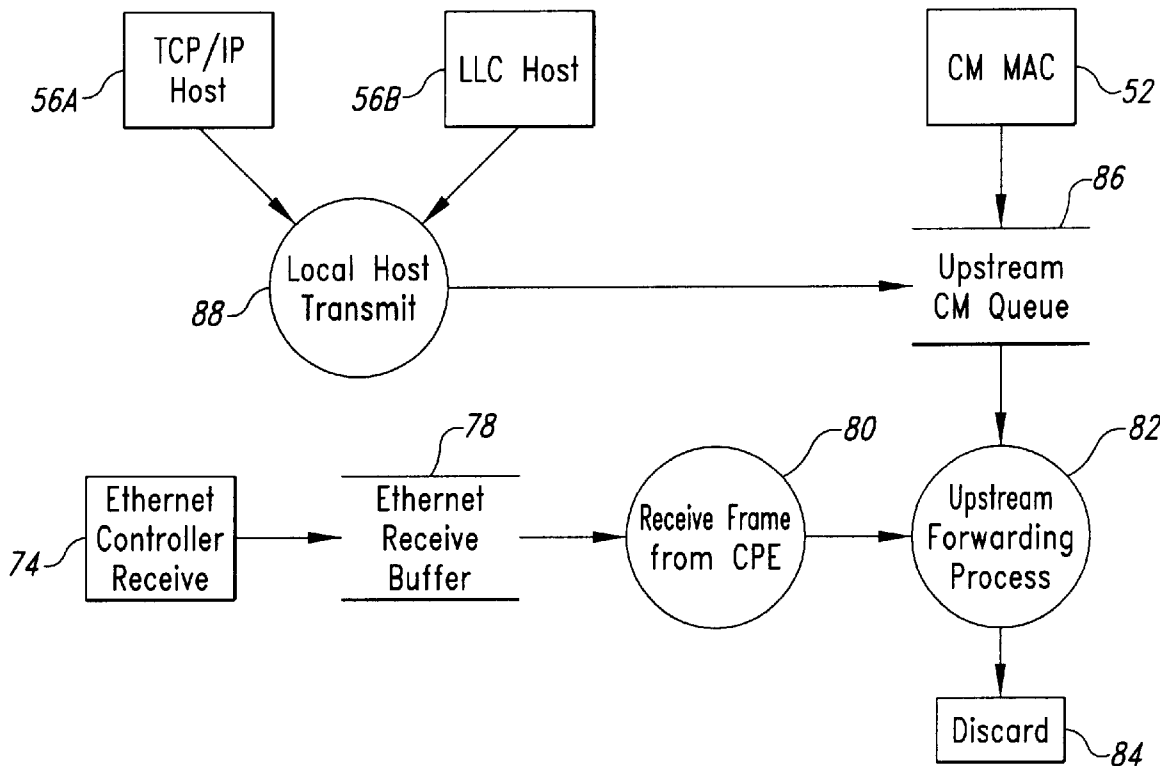 TCP/IP
Host
56A
LLC Host
56B
CM MAC
52
86
Local Host
Transmit
88
Upstream
CM Queue
78
80
82
Ethernet
Controller
Receive
74
Ethernet
Receive
Buffer
Receive Frame
from CPE
Upstream
Forwarding
Process
Discard
84